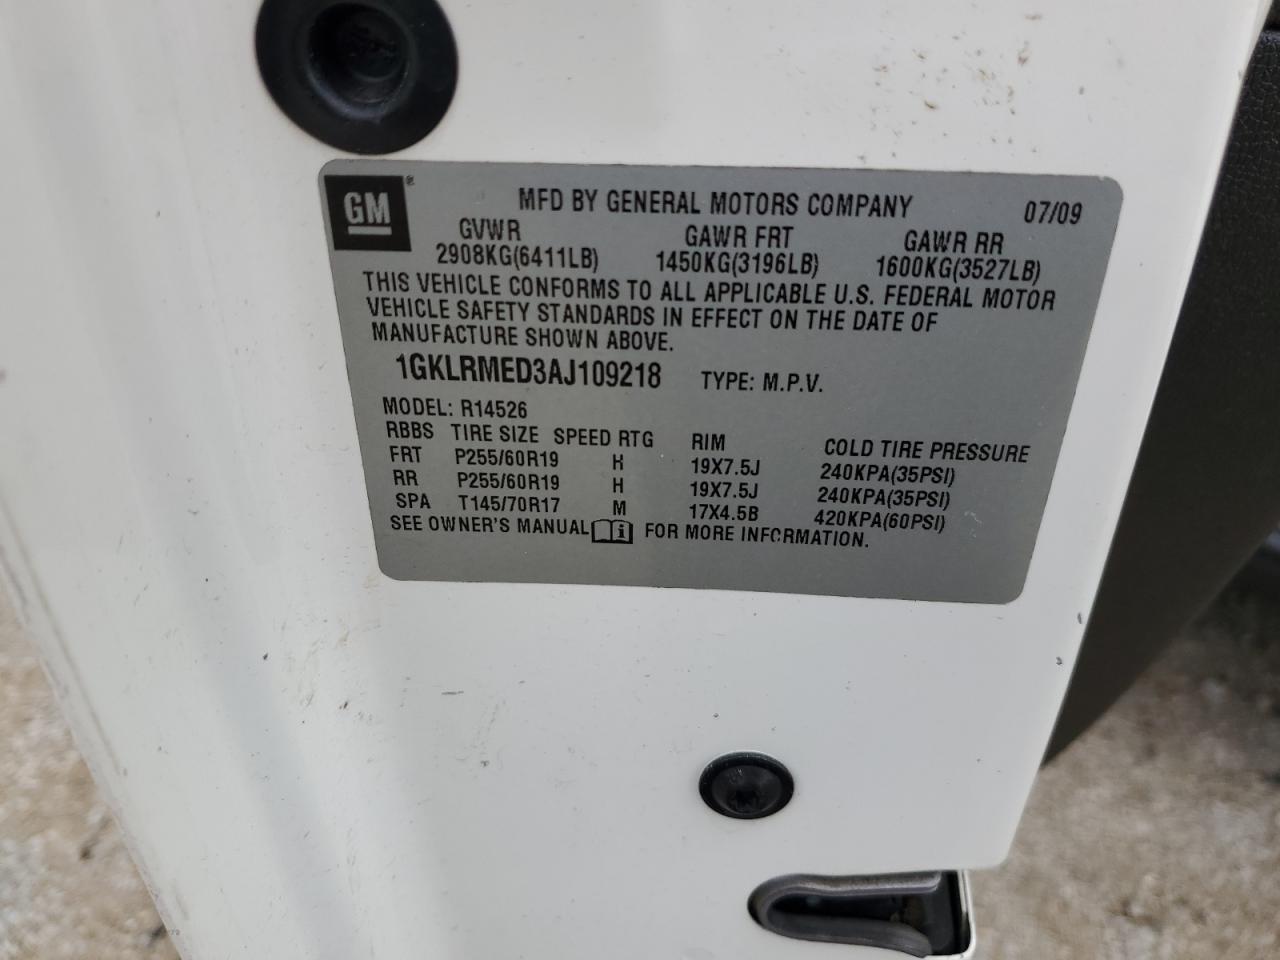 GM®
MFD BY GENERAL MOTORS COMPANY 07/09
GVWR GAWR FRT GAWR RR
2908KG(6411LB) 1450KG(3196LB) 1600KG(3527LB)
THIS VEHICLE CONFORMS TO ALL APPLICABLE U.S. FEDERAL MOTOR
VEHICLE SAFETY STANDARDS IN EFFECT ON THE DATE OF
MANUFACTURE SHOWN ABOVE.
1GKLRMED3AJ109218 TYPE: M.P.V.
MODEL: R14526
RBBS TIRE SIZE SPEED RTG RIM COLD TIRE PRESSURE
FRT P255/60R19 H 19X7.5J 240KPA(35PSI)
RR P255/60R19 H 19X7.5J 240KPA(35PSI)
SPA T145/70R17 M 17X4.5B 420KPA(60PSI)
SEE OWNER'S MANUAL i FOR MORE INFORMATION.